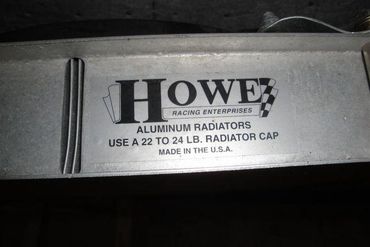 HOWE
RACING ENTERPRISES
ALUMINUM RADIATORS
USE A 22 TO 24 LB. RADIATOR CAP
MADE IN THE U.S.A.